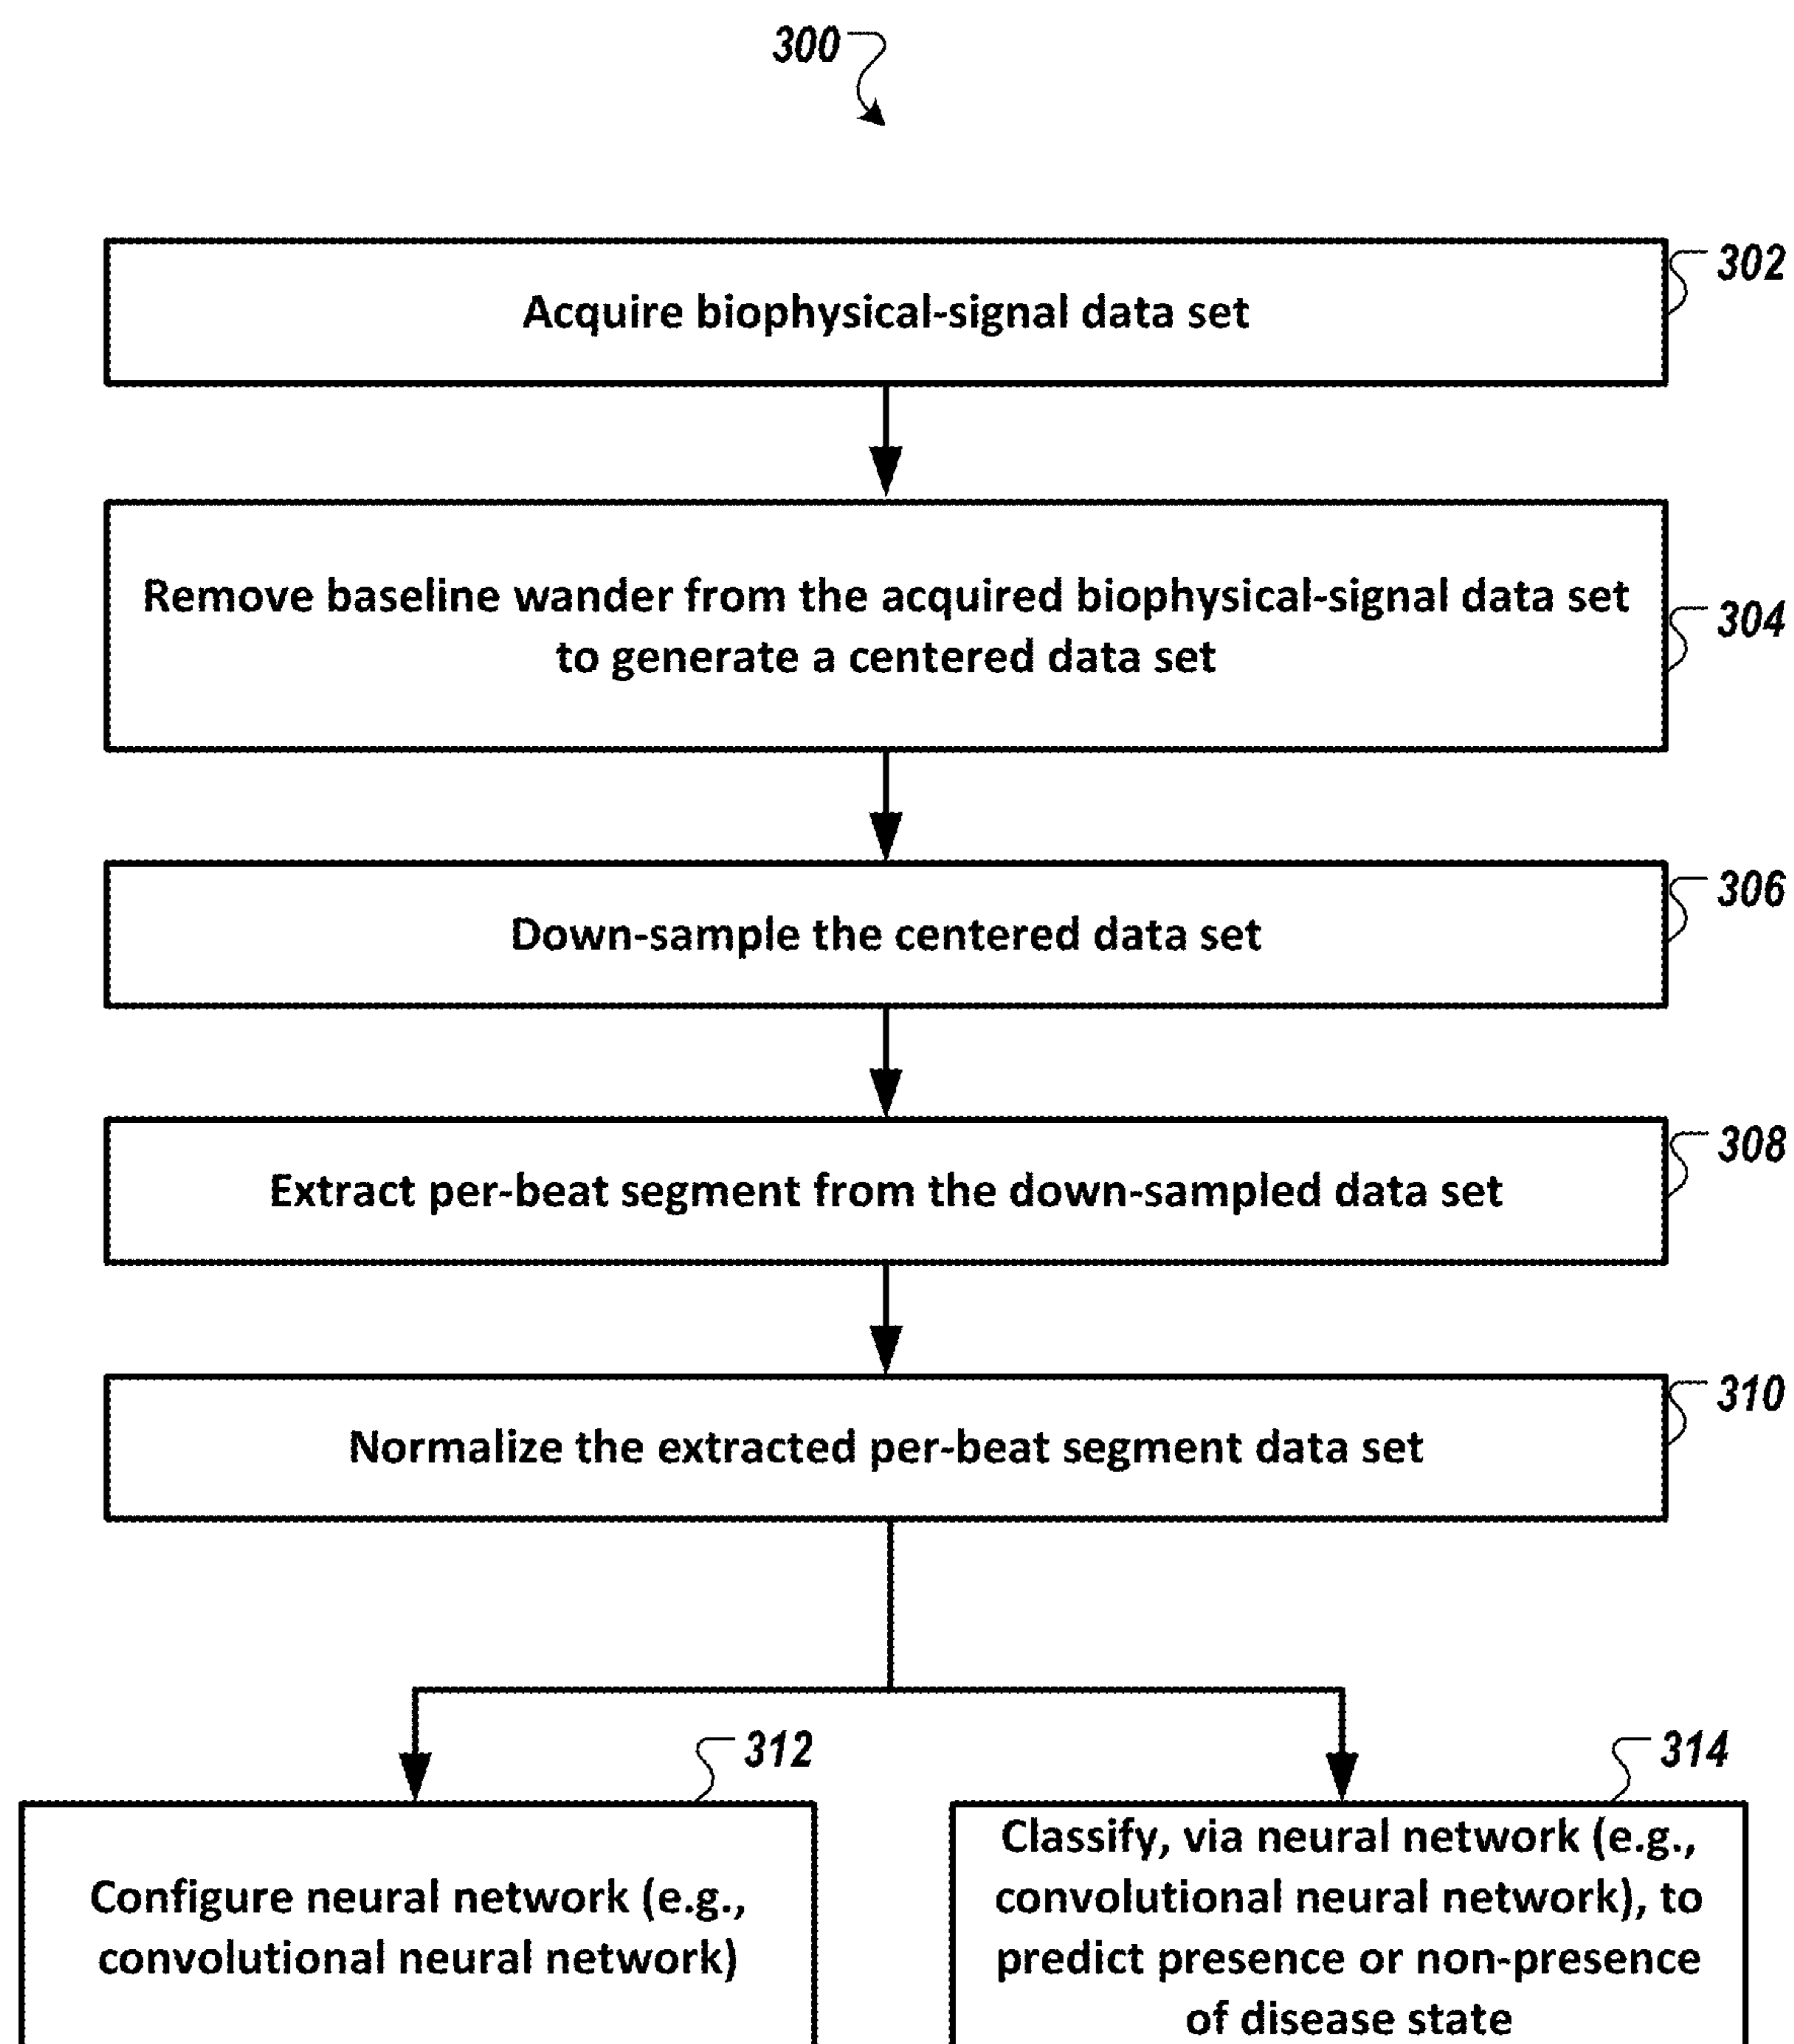 300
302
Acquire biophysical-signal data set
Remove baseline wander from the acquired biophysical-signal data set
304
to generate a centered data set
306
Down-sample the centered data set
308
Extract per-beat segment from the down-sampled data set
310
Normalize the extracted per-beat segment data set
312
Configure neural network (e.g.,
convolutional neural network)
314
Classify, via neural network (e.g.,
convolutional neural network), to
predict presence or non-presence
of disease state